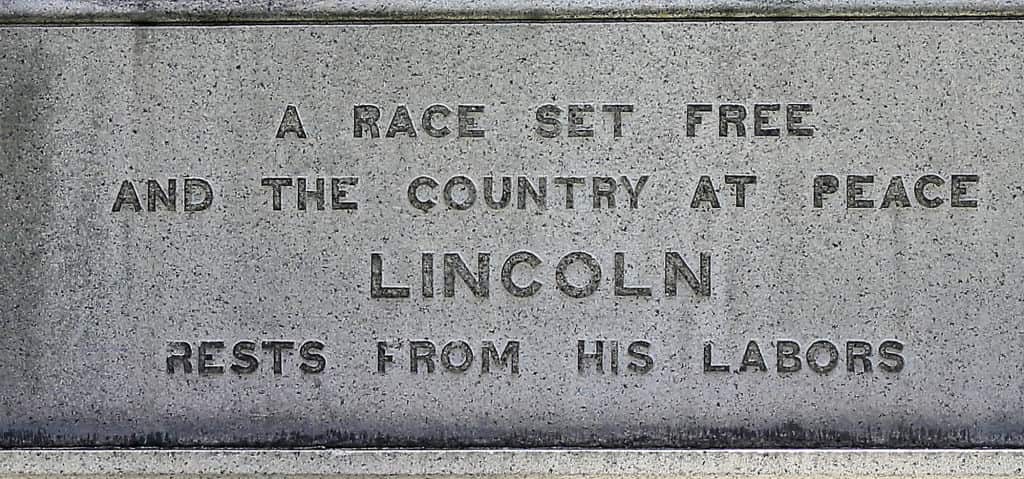 A RACE SET FREE
AND THE COUNTRY AT PEACE
LINCOLN
RESTS FROM HIS LABORS